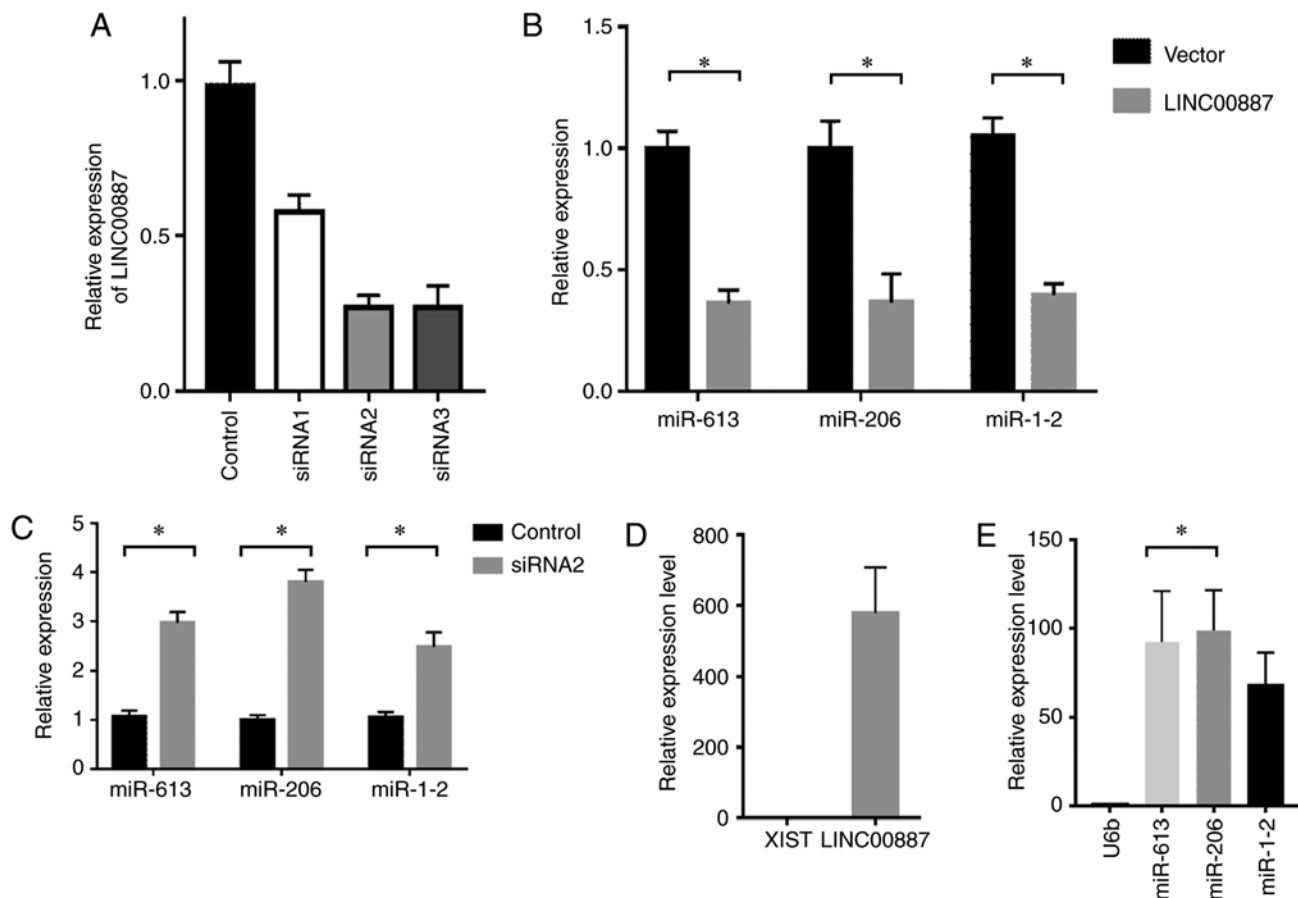 A
Relative expression
of LINC00887
1.0
0.5
0.0
Control
siRNA1
siRNA2
siRNA3
B
Relative expression
1.5
1.0
0.5
0.0
*
*
*
miR-613
miR-206
miR-1-2
Vector
LINC00887
C
Relative expression
5
4
3
2
1
0
*
*
*
miR-613
miR-206
miR-1-2
Control
siRNA2
D
Relative expression level
800
600
400
200
0
XIST LINC00887
E
Relative expression level
150
100
50
0
*
U6b
miR-613
miR-206
miR-1-2